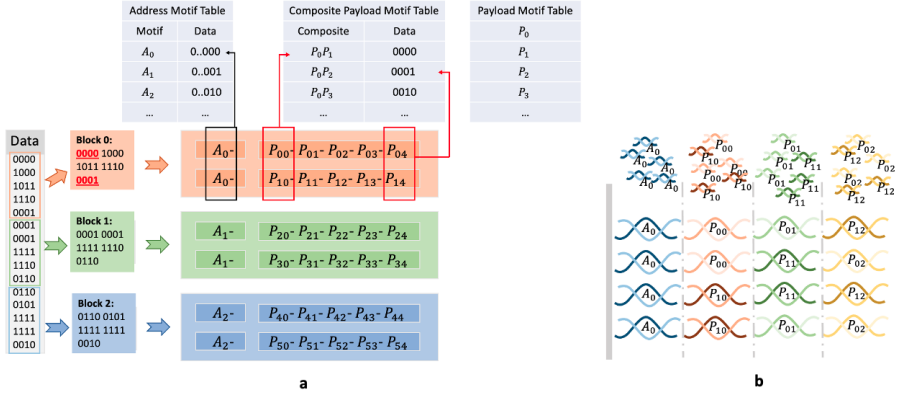 Address Motif Table
Motif Data
A0 0..000
A1 0..001
A2 0..010
... ...
Composite Payload Motif Table
Composite Data
P0P1 0000
P0P2 0001
P0P3 0010
... ...
Payload Motif Table
P0
P1
P2
P3
...
Data
0000
1000
1011
1110
0001
0001
0001
1111
1110
0110
0110
0101
1111
1111
0010
Block 0:
0000 1000
1011 1110
0001
Block 1:
0001 0001
1111 1110
0110
Block 2:
0110 0101
1111 1111
0010
A0- P00- P01- P02- P03- P04
A0- P10- P11- P12- P13- P14
A1- P20- P21- P22- P23- P24
A1- P30- P31- P32- P33- P34
A2- P40- P41- P42- P43- P44
A2- P50- P51- P52- P53- P54
a
A0
A0 A0
A0 A0
P00
P10
P00
P00 P10
P10
P01
P01
P11
P01 P11
P11
P02
P12
P02
P02 P12
P12
A0 P00 P01 P12
A0 P00 P11 P02
A0 P10 P11 P12
A0 P10 P01 P02
b